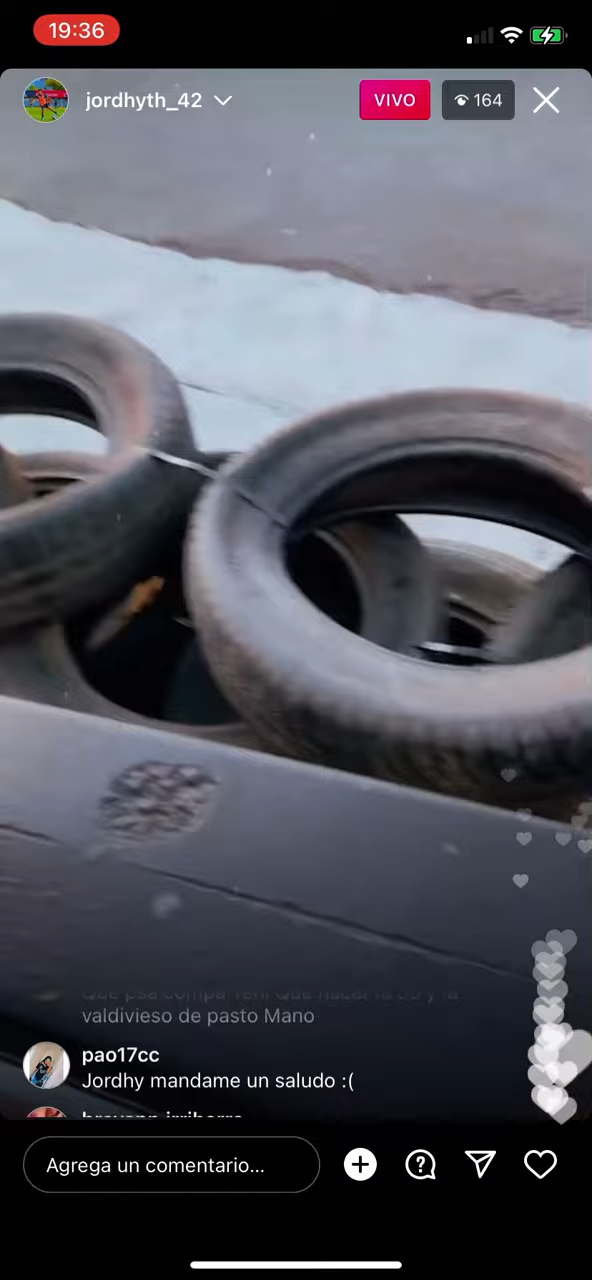 19:36
jordhyth_42
VIVO
164
valdivieso de pasto Mano
pao17cc
Jordhy mandame un saludo :(
Agrega un comentario...